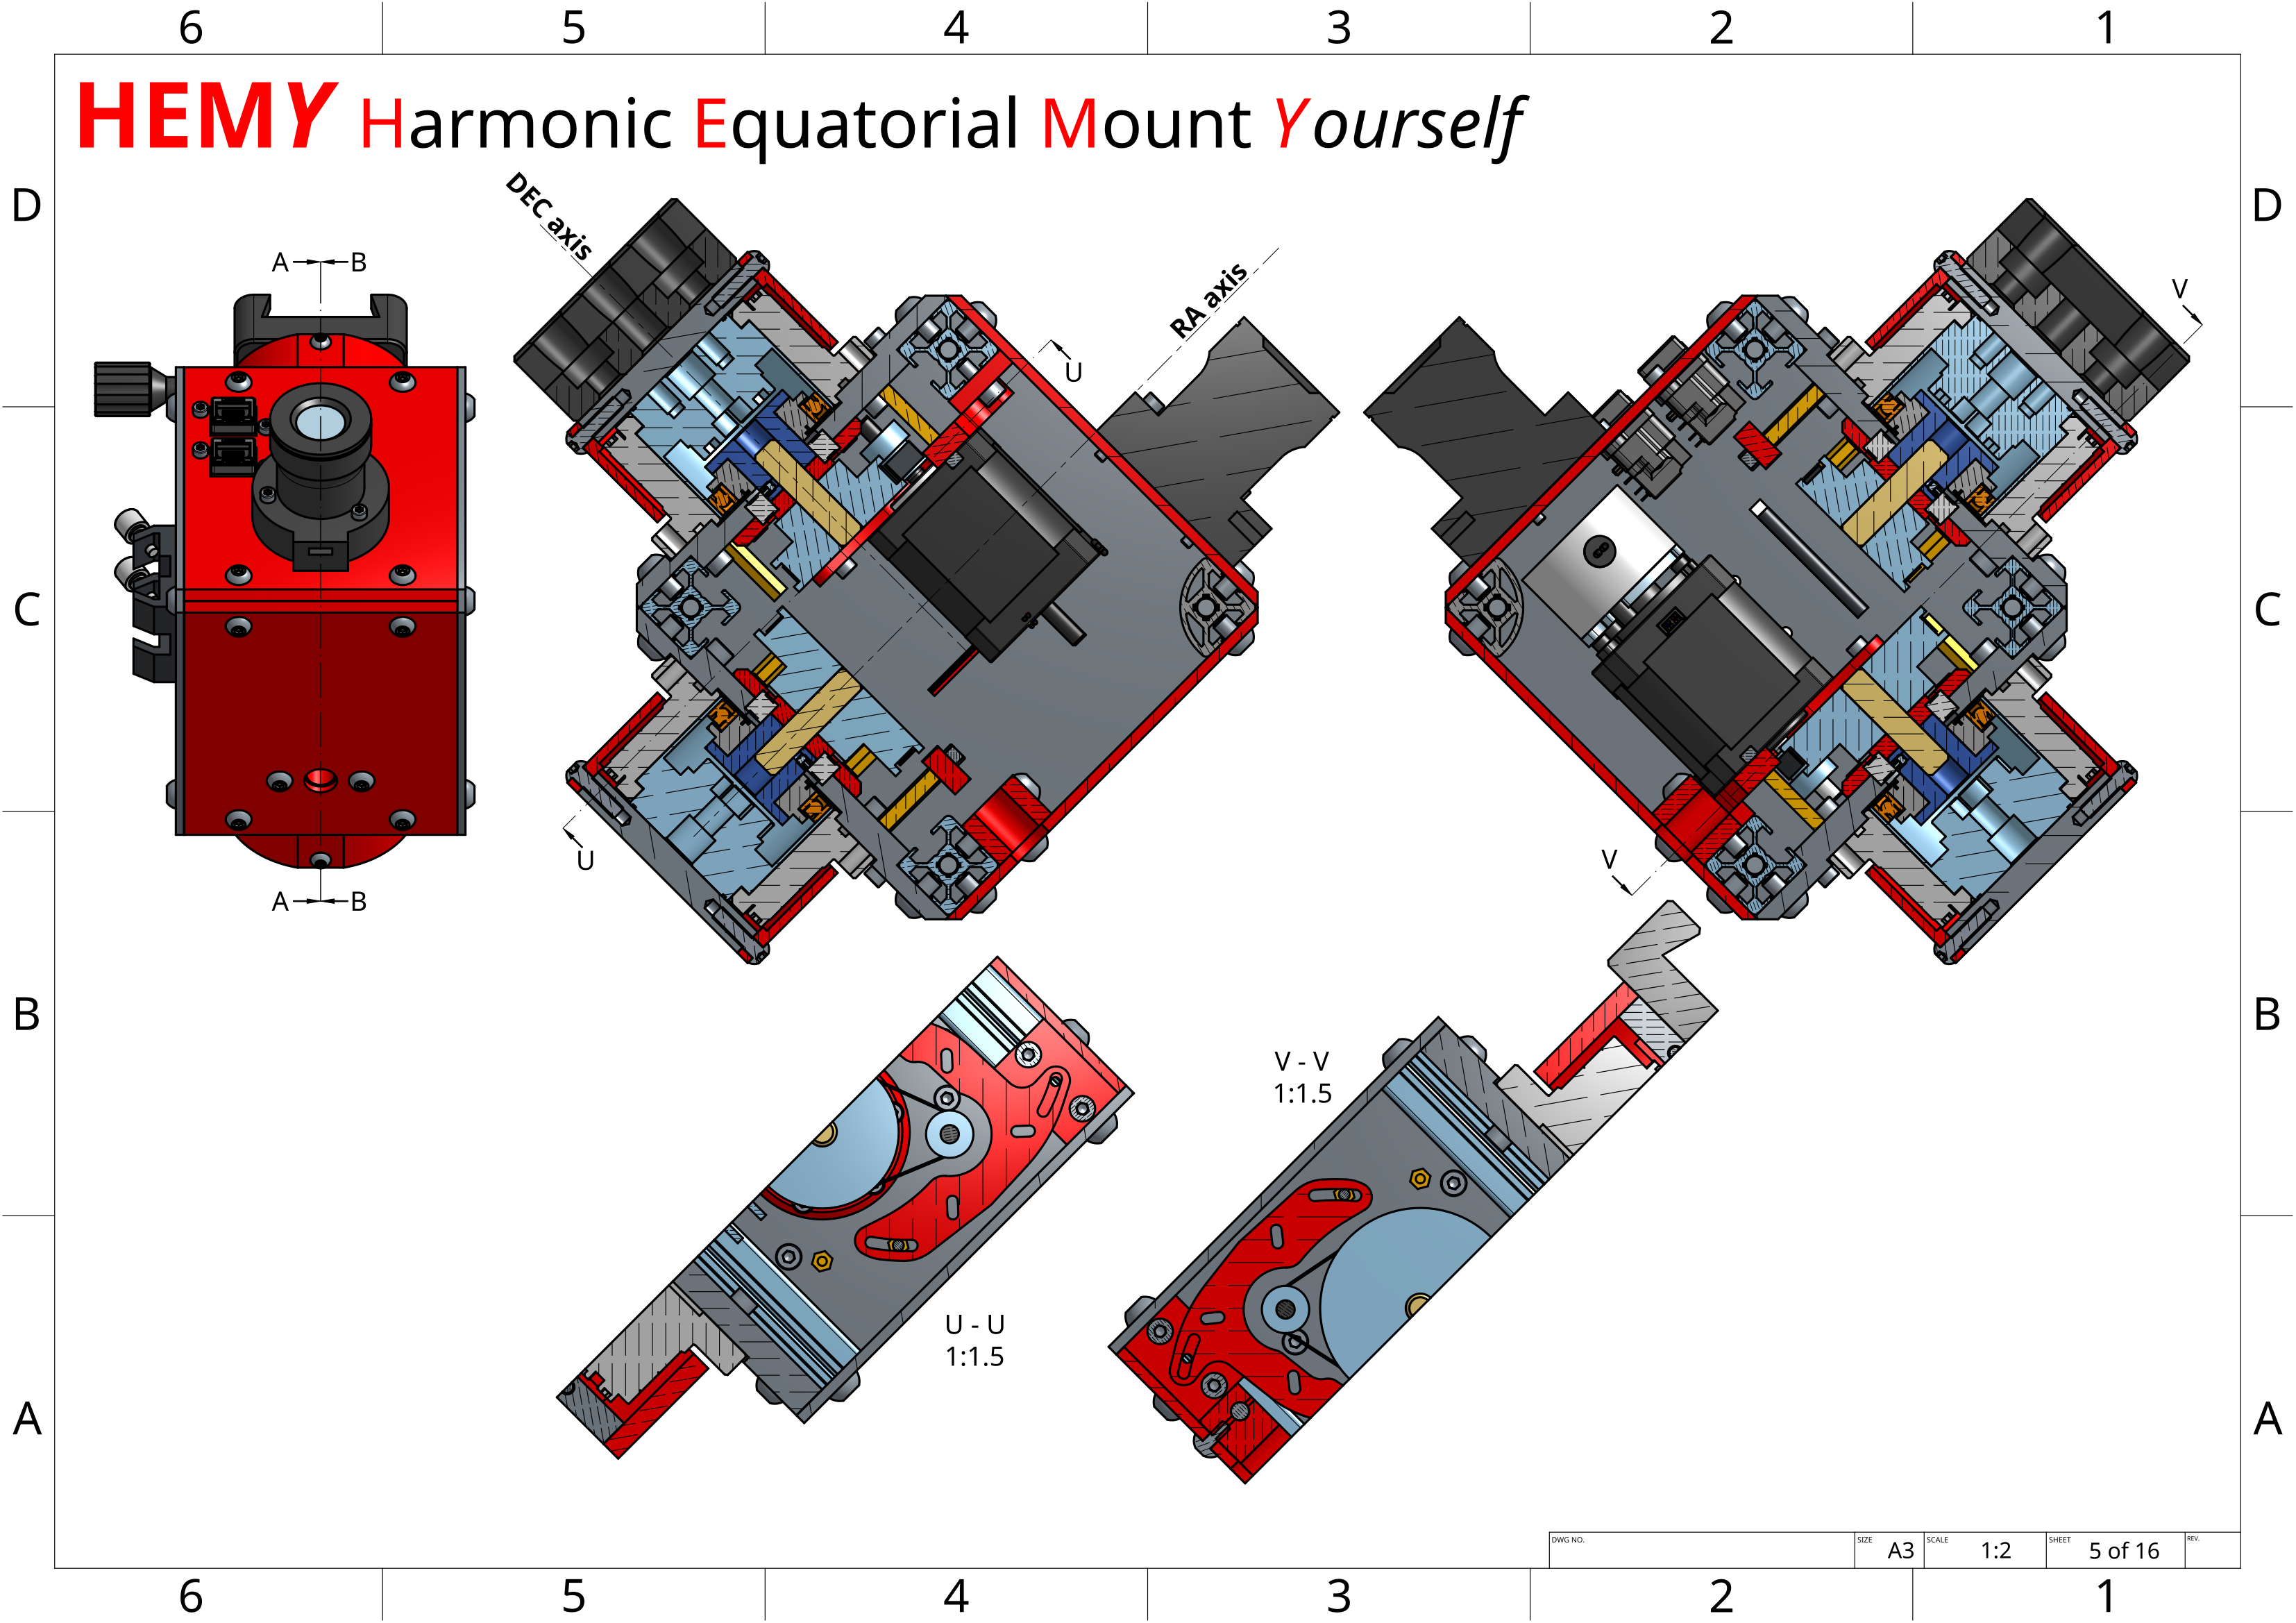 6 5 4 3 2 1
HEMY Harmonic Equatorial Mount Yourself
D D
DEC axis
RA axis
A B
V
U
C C
U
V
A B
B B
V - V
1:1.5
U - U
1:1.5
A A
DWG NO. SIZE A3 SCALE 1:2 SHEET 5 of 16 REV.
6 5 4 3 2 1